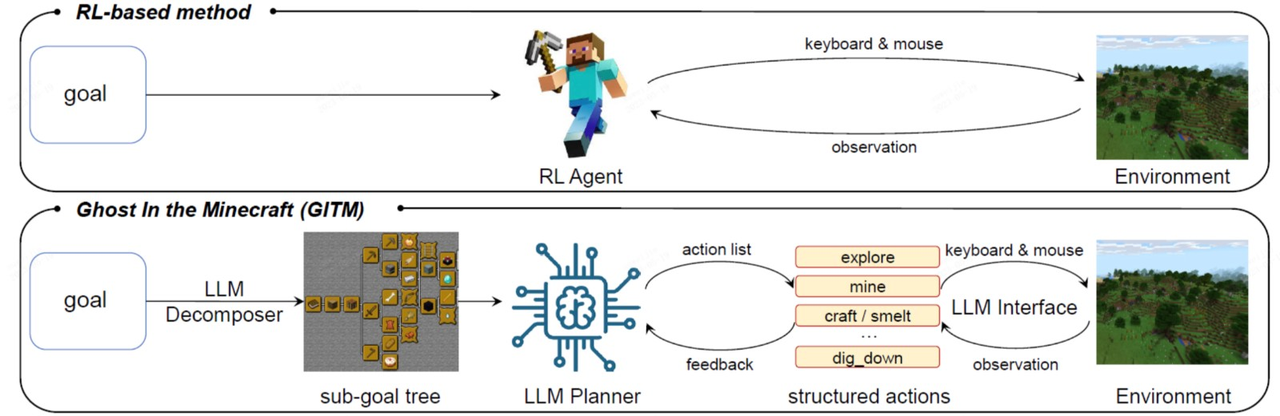 RL-based method
goal
keyboard & mouse
observation
RL Agent
Environment
Ghost In the Minecraft (GITM)
goal
LLM
Decomposer
sub-goal tree
LLM Planner
action list
feedback
explore
mine
craft / smelt
...
dig_down
structured actions
keyboard & mouse
LLM Interface
observation
Environment